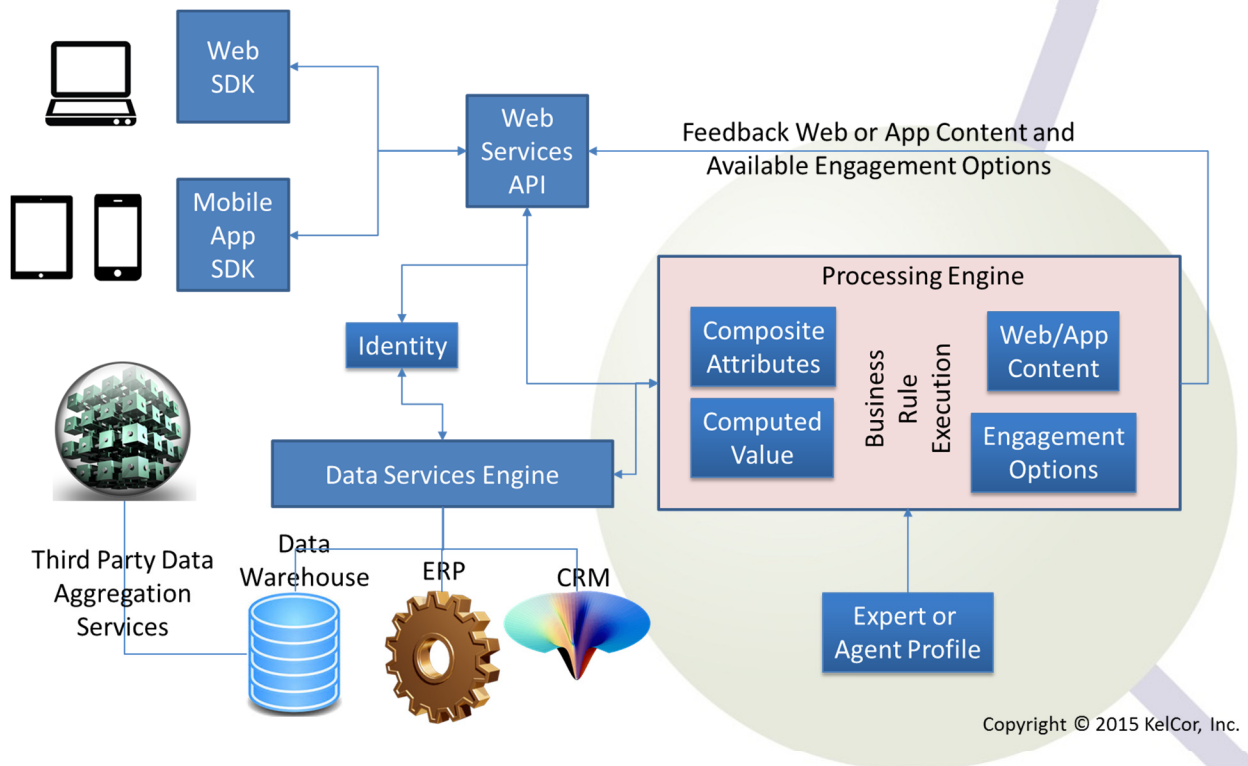 Web
SDK
Web
Services
API
Feedback Web or App Content and
Available Engagement Options
Mobile
App
SDK
Processing Engine
Composite
Attributes
Computed
Value
Business
Rule
Execution
Web/App
Content
Engagement
Options
Identity
Data Services Engine
Third Party Data
Aggregation
Services
Data
Warehouse
ERP
CRM
Expert or
Agent Profile
Copyright © 2015 KelCor, Inc.